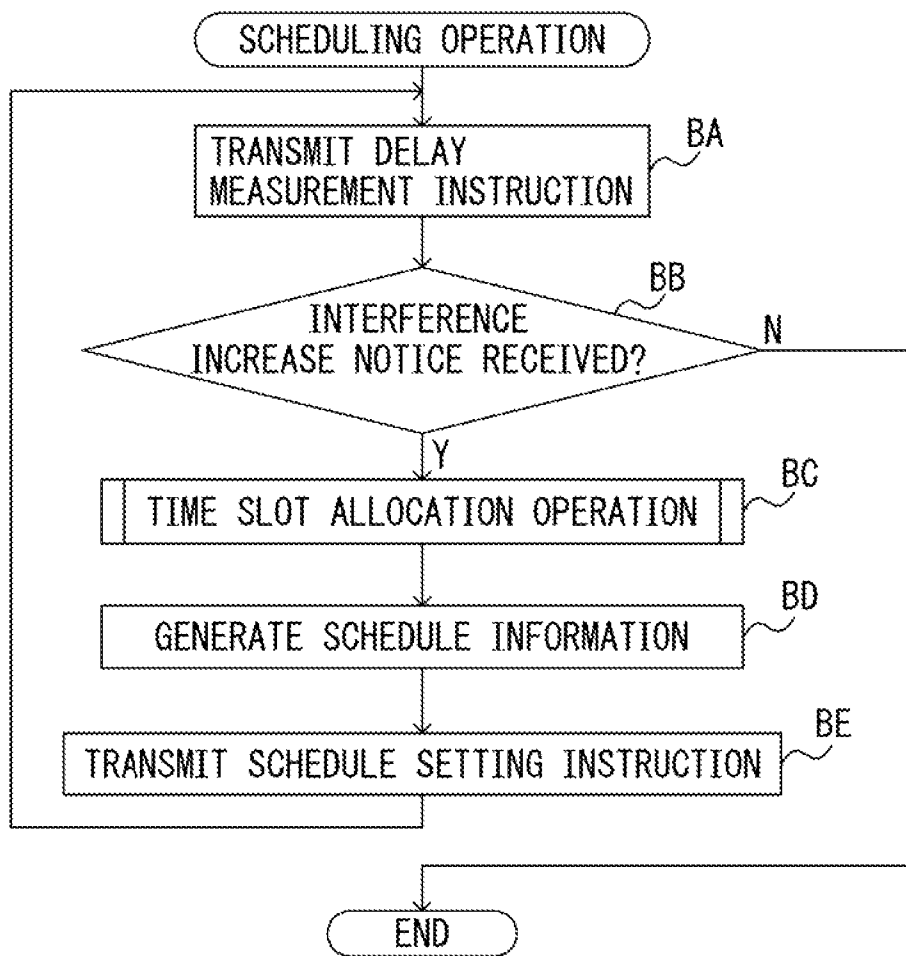 SCHEDULING OPERATION
TRANSMIT DELAY
MEASUREMENT INSTRUCTION
BA
INTERFERENCE
INCREASE NOTICE RECEIVED?
BB
N
Y
TIME SLOT ALLOCATION OPERATION
BC
GENERATE SCHEDULE INFORMATION
BD
TRANSMIT SCHEDULE SETTING INSTRUCTION
BE
END